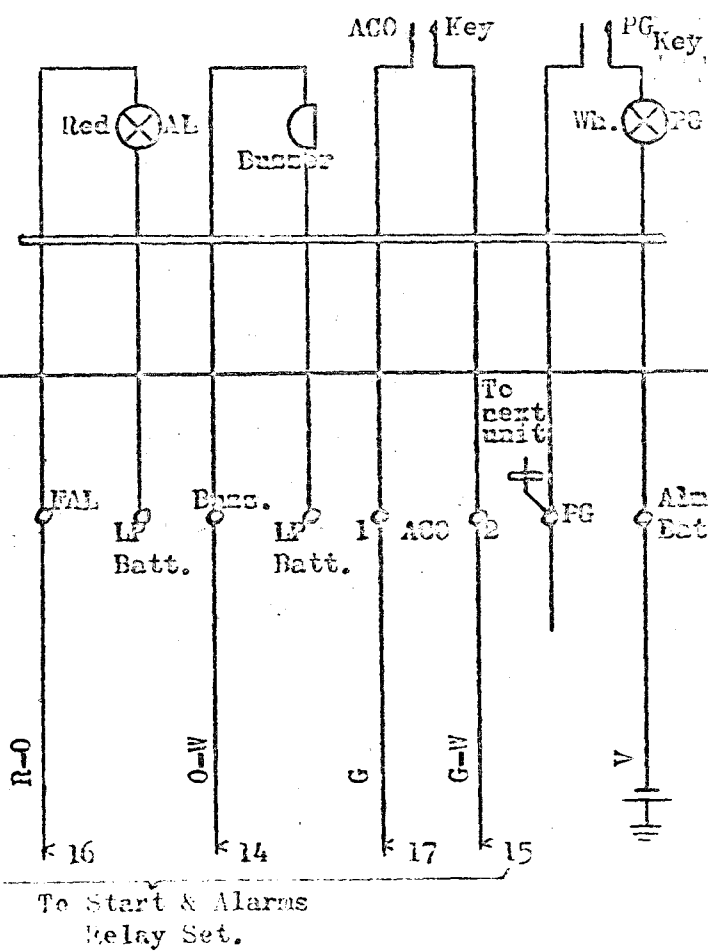 ACO Key
PG Key
Red AL
Buzzer
Wh. PG
To
next
unit
FAL
LP
Batt.
Buzz.
LP
Batt.
1 ACO 2
PG
Alm
Bat
R-O
O-W
G
G-W
V
16
14
17
15
To Start & Alarms
Relay Set.